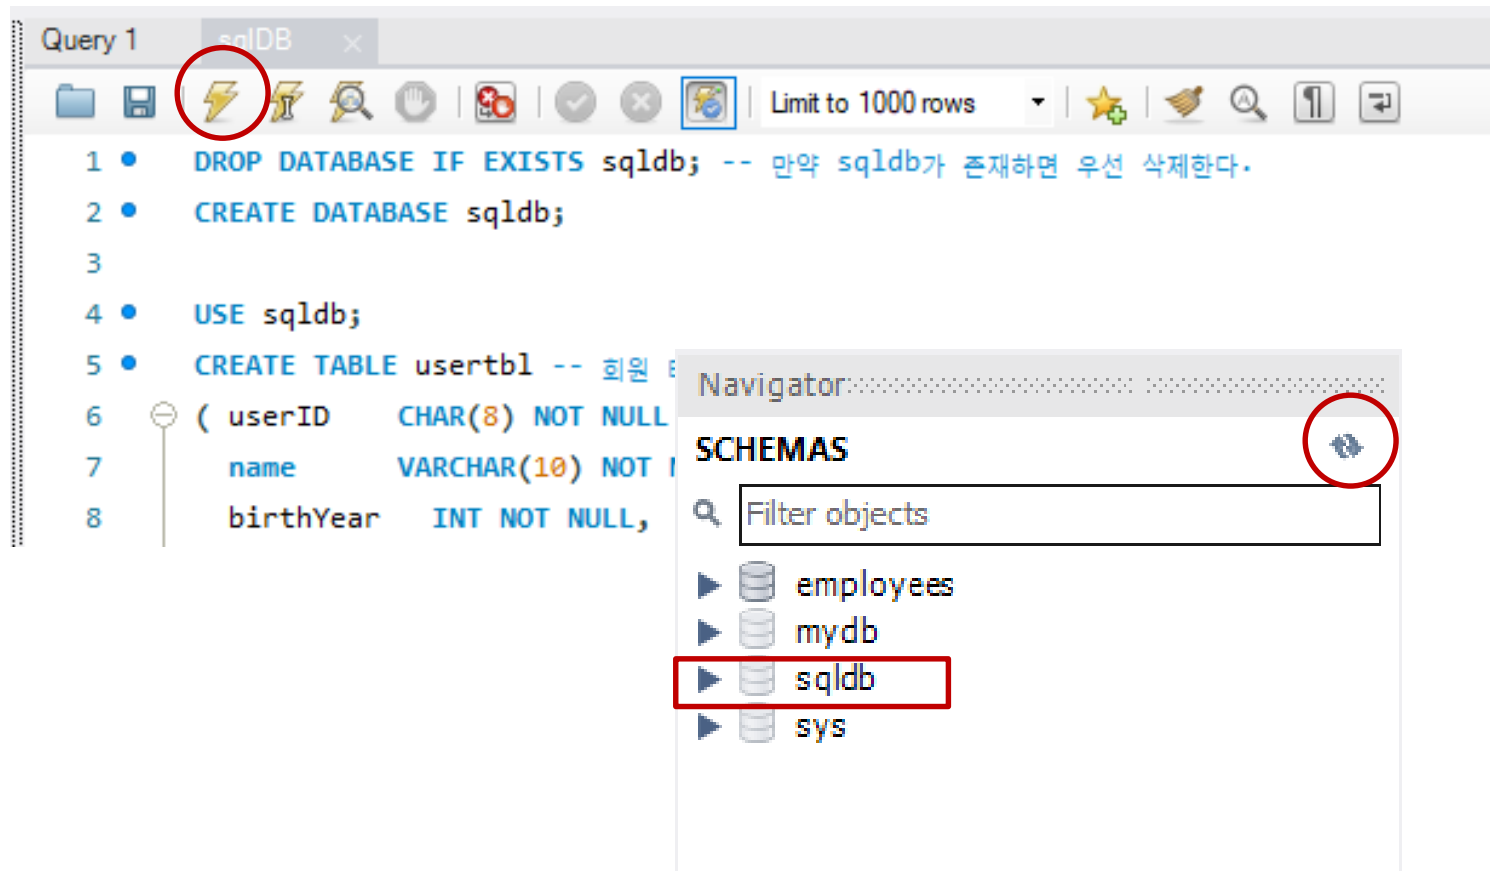 Query 1 sqlDB
Limit to 1000 rows
1 DROP DATABASE IF EXISTS sqldb; -- 만약 sqldb가 존재하면 우선 삭제한다.
2 CREATE DATABASE sqldb;
3
4 USE sqldb;
5 CREATE TABLE usertbl -- 회원
6 ( userID CHAR(8) NOT NULL
7 name VARCHAR(10) NOT
8 birthYear INT NOT NULL,
Navigator
SCHEMAS
Filter objects
employees
mydb
sqldb
sys